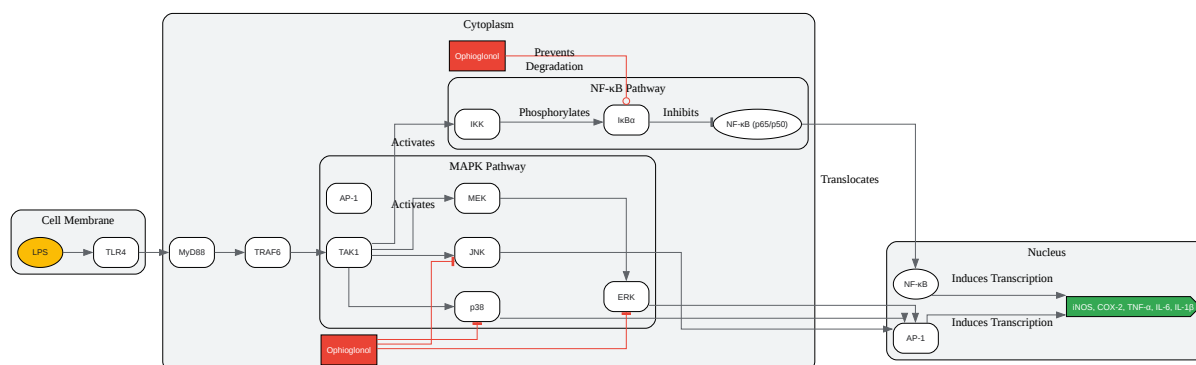 Cytoplasm
Ophioglonol
Prevents
Degradation
NF-κB Pathway
IKK
Phosphorylates
IκBα
Inhibits
NF-κB (p65/p50)
Activates
MAPK Pathway
Translocates
AP-1
Activates
MEK
Cell Membrane
LPS
TLR4
MyD88
TRAF6
TAK1
JNK
p38
ERK
Ophioglonol
Nucleus
NF-κB
Induces Transcription
iNOS, COX-2, TNF-α, IL-6, IL-1β
Induces Transcription
AP-1